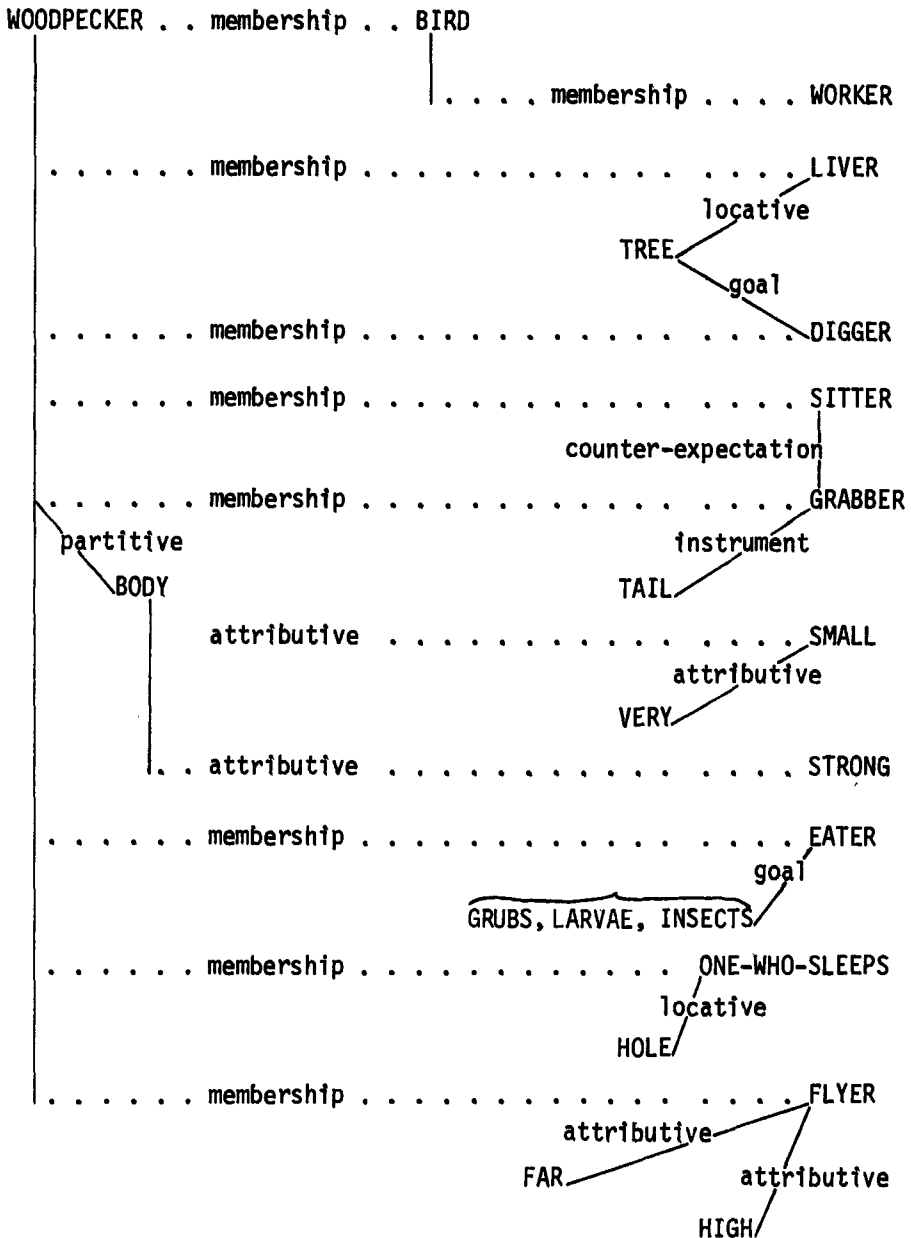 WOODPECKER . . membership . . BIRD
. . . . membership . . . . WORKER
. . . . . . membership . . . . . . . . . . . . . . . . . LIVER
locative
TREE
goal
. . . . . . membership . . . . . . . . . . . . . . . . . DIGGER
. . . . . . membership . . . . . . . . . . . . . . . . . SITTER
counter-expectation
. . . . . . membership . . . . . . . . . . . . . . . . . GRABBER
partitive instrument
BODY TAIL
attributive . . . . . . . . . . . . . . . . SMALL
attributive
VERY
. . attributive . . . . . . . . . . . . . . . . STRONG
. . . . . . membership . . . . . . . . . . . . . . . . . EATER
goal
GRUBS, LARVAE, INSECTS
. . . . . . membership . . . . . . . . . . . . . ONE-WHO-SLEEPS
locative
HOLE
. . . . . . membership . . . . . . . . . . . . . . . . . FLYER
attributive
FAR attributive
HIGH